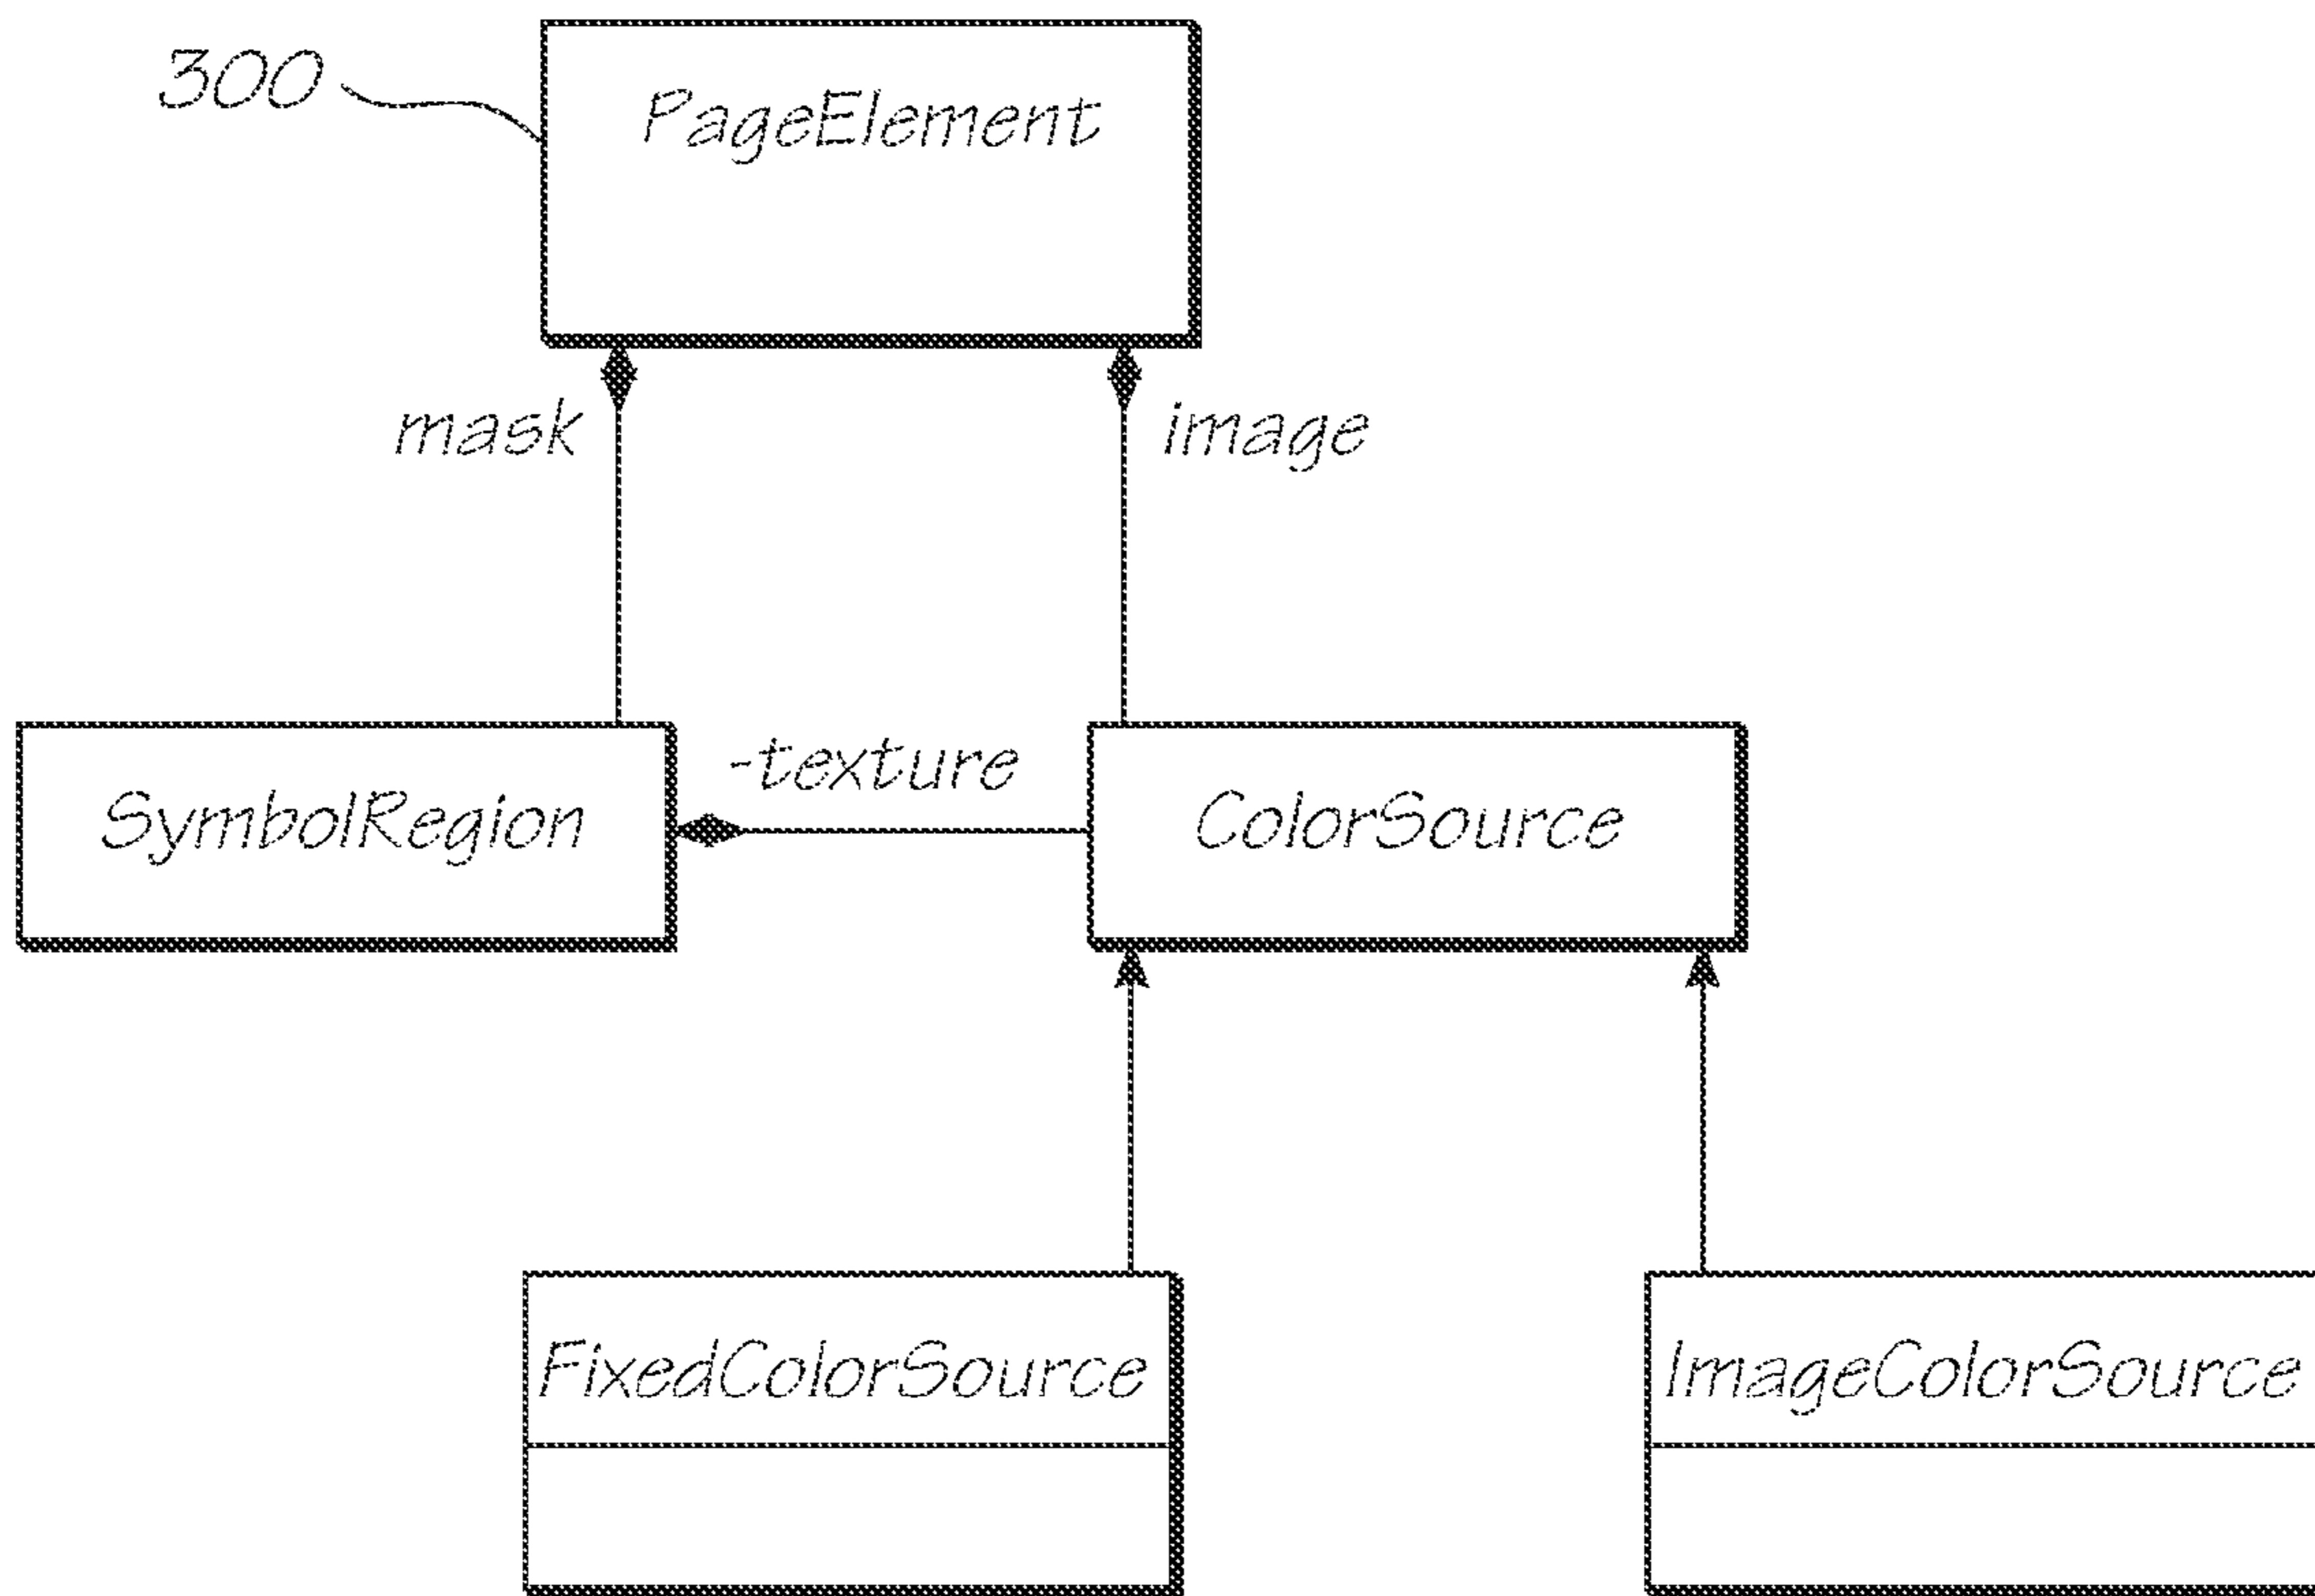 300
PageElement
mask
image
-texture
SymbolRegion
ColorSource
FixedColorSource
ImageColorSource